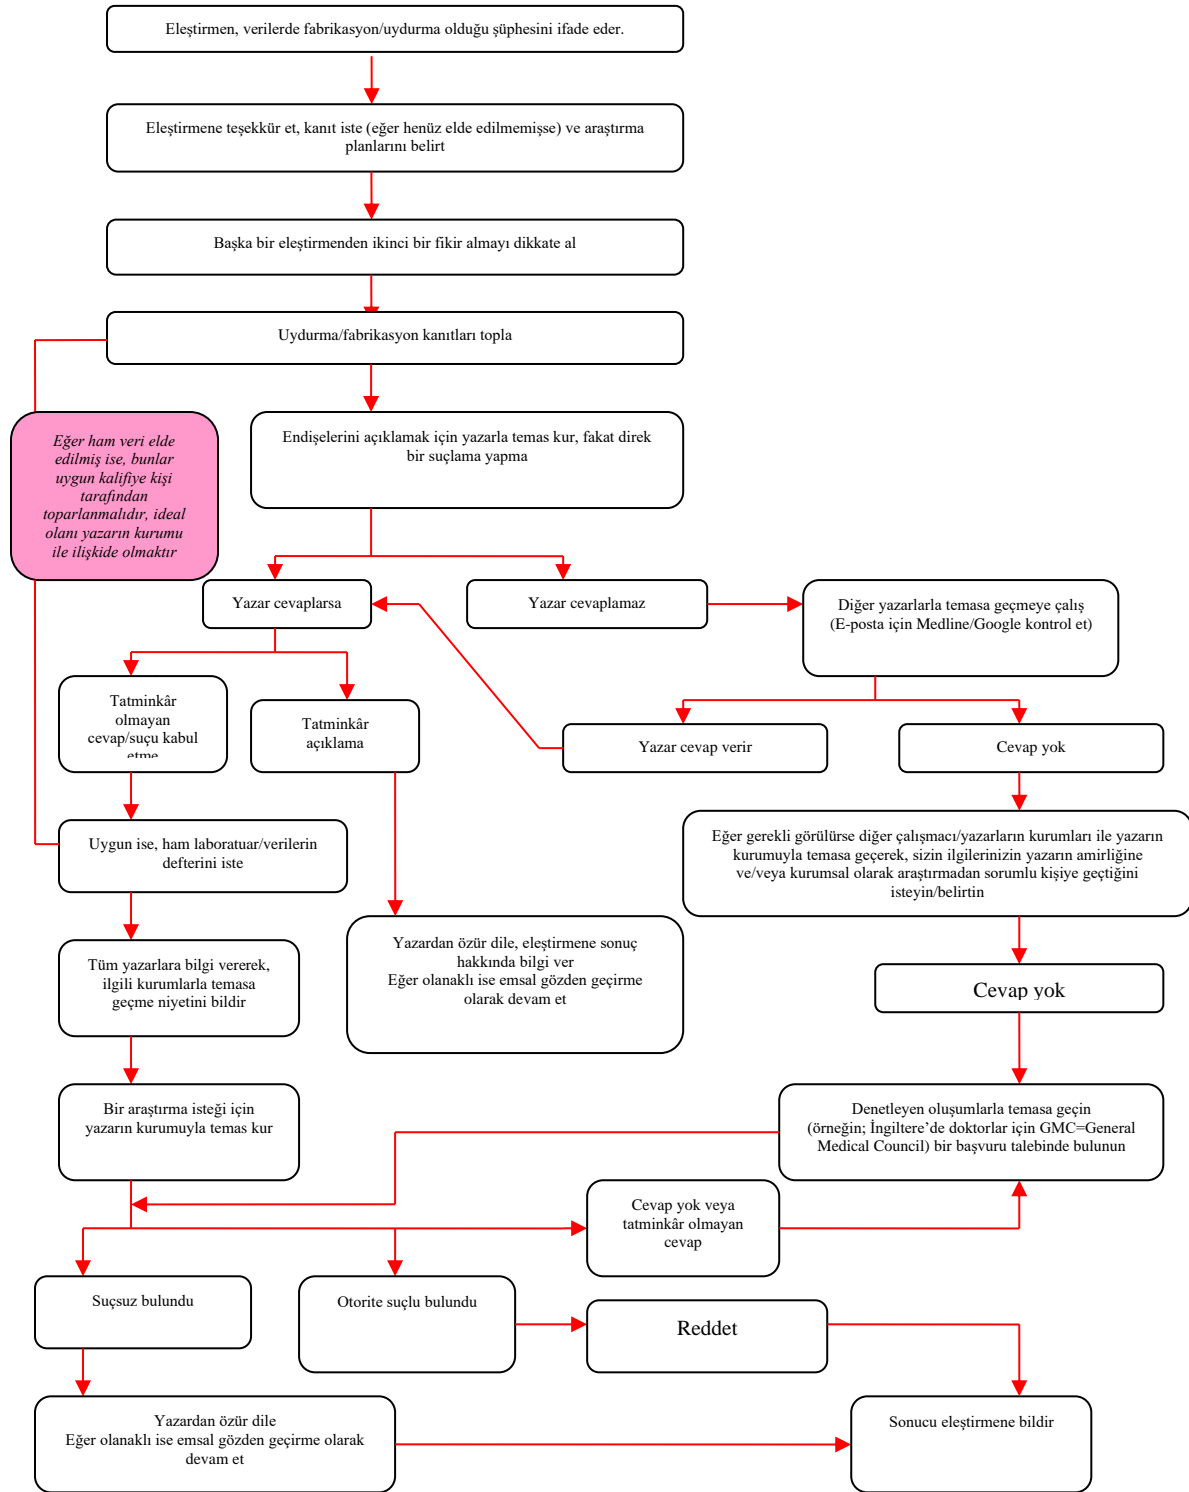 Eleştirmen, verilerde fabrikasyon/uydurma olduğu şüphesini ifade eder.
Eleştirmene teşekkür et, kanıt iste (eğer henüz elde edilmemişse) ve araştırma
planlarını belirt
Başka bir eleştirmenden ikinci bir fikir almayı dikkate al
Uydurma/fabrikasyon kanıtları topla
Eğer ham veri elde
edilmiş ise, bunlar
uygun kalifiye kişi
tarafından
toparlanmalıdır, ideal
olanı yazarın kurumu
ile ilişkide olmaktır
Endişelerini açıklamak için yazarla temas kur, fakat direk
bir suçlama yapma
Yazar cevaplarsa
Yazar cevaplamaz
Diğer yazarlarla temasa geçmeye çalış
(E-posta için Medline/Google kontrol et)
Tatminkâr
olmayan
cevap/suçu kabul
etme
Tatminkâr
açıklama
Yazar cevap verir
Cevap yok
Uygun ise, ham laboratuar/verilerin
defterini iste
Eğer gerekli görülürse diğer çalışmacı/yazarların kurumları ile yazarın
kurumuyla temasa geçerek, sizin ilgilerinizin yazarın amirliğine
ve/veya kurumsal olarak araştırmadan sorumlu kişiye geçtiğini
isteyin/belirtin
Yazardan özür dile, eleştirmene sonuç
hakkında bilgi ver
Eğer olanaklı ise emsal gözden geçirme
olarak devam et
Tüm yazarlara bilgi vererek,
ilgili kurumlarla temasa
geçme niyetini bildir
Cevap yok
Bir araştırma isteği için
yazarın kurumuyla temas kur
Denetleyen oluşumlarla temasa geçin
(örneğin; İngiltere’de doktorlar için GMC=General
Medical Council) bir başvuru talebinde bulunun
Cevap yok veya
tatminkâr olmayan
cevap
Suçsuz bulundu
Otorite suçlu bulundu
Reddet
Yazardan özür dile
Eğer olanaklı ise emsal gözden geçirme olarak
devam et
Sonucu eleştirmene bildir